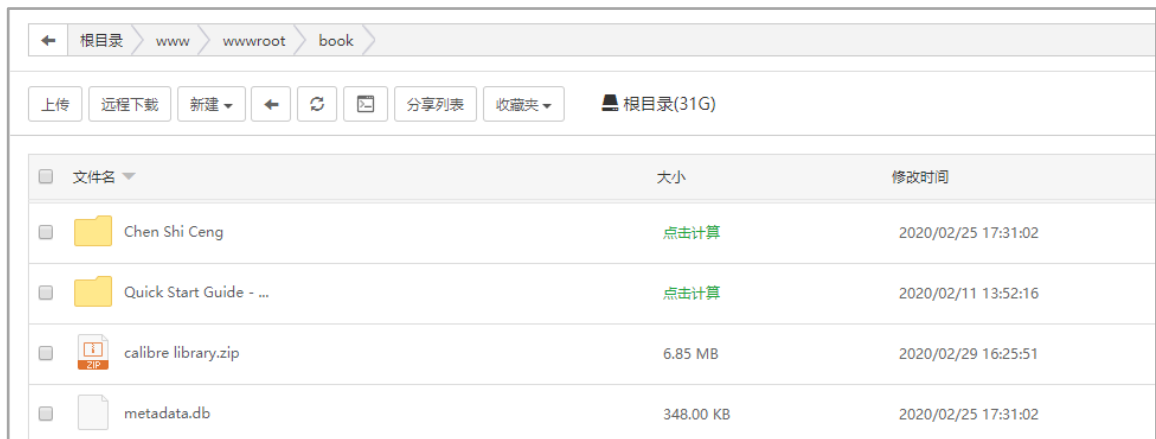 根目录 www wwwroot book
上传 远程下载 新建 分享列表 收藏夹 根目录(31G)
文件名 大小 修改时间
Chen Shi Ceng 点击计算 2020/02/25 17:31:02
Quick Start Guide - ... 点击计算 2020/02/11 13:52:16
ZIP calibre library.zip 6.85 MB 2020/02/29 16:25:51
metadata.db 348.00 KB 2020/02/25 17:31:02